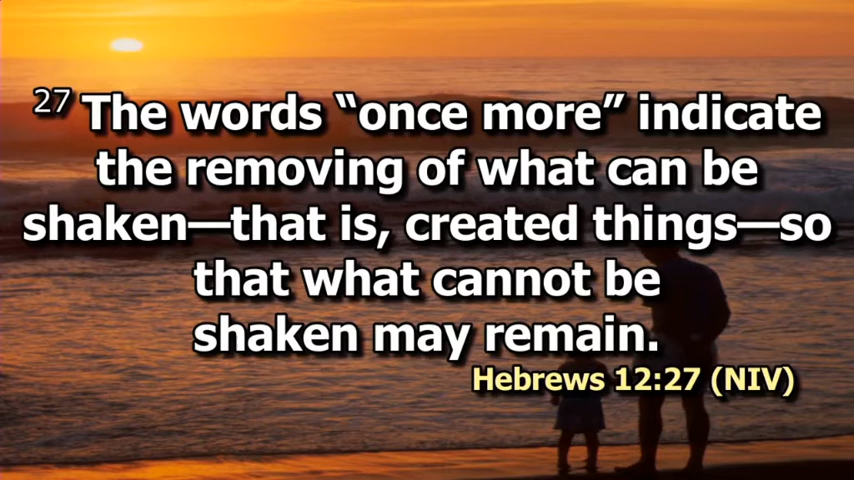 27 The words “once more” indicate
the removing of what can be
shaken—that is, created things—so
that what cannot be
shaken may remain.
Hebrews 12:27 (NIV)